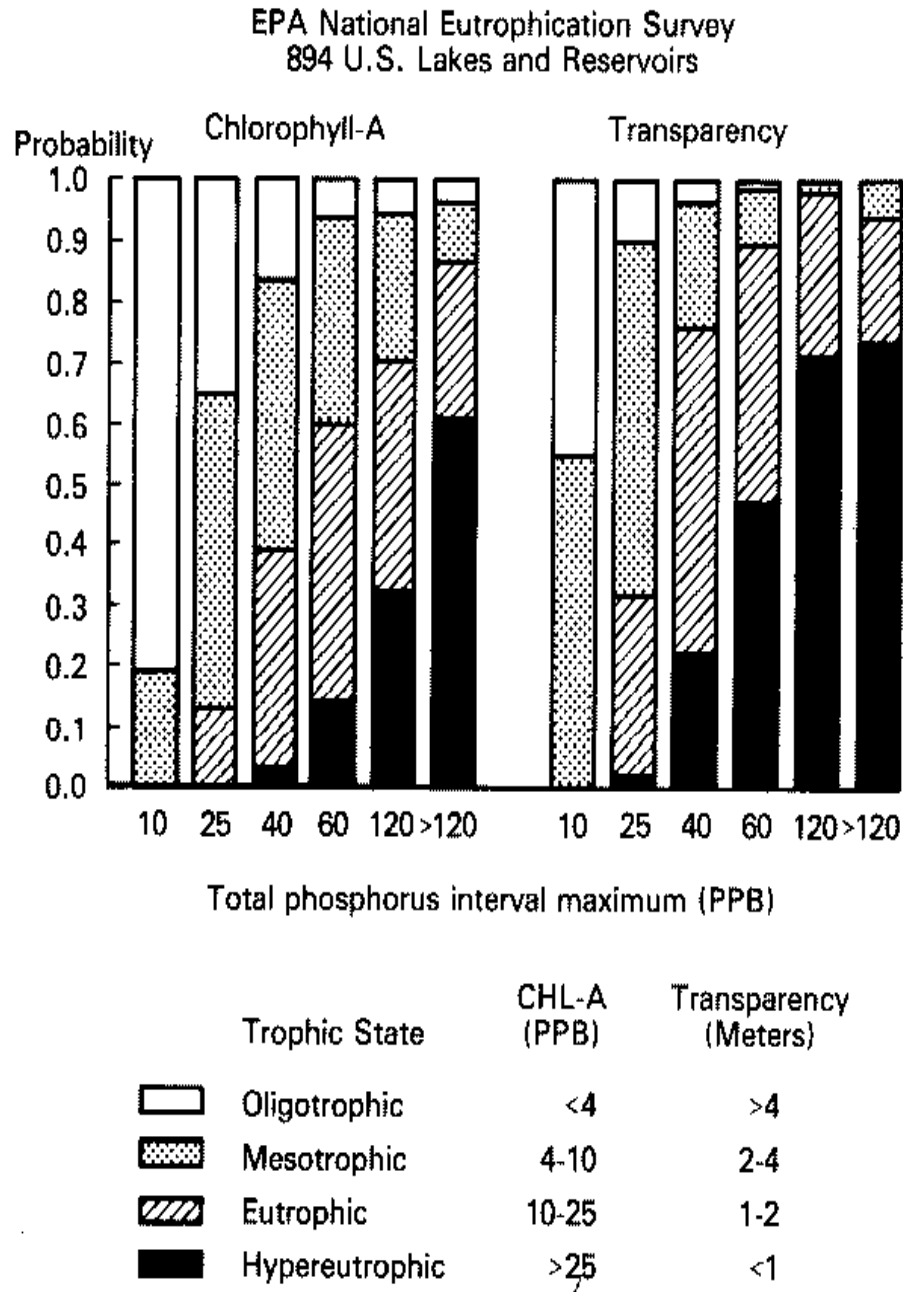 EPA National Eutrophication Survey
894 U.S. Lakes and Reservoirs
Probability
Chlorophyll-A
Transparency
1.0
0.9
0.8
0.7
0.6
0.5
0.4
0.3
0.2
0.1
0.0
10 25 40 60 120 >120 10 25 40 60 120 >120
Total phosphorus interval maximum (PPB)
Trophic State CHL-A (PPB) Transparency (Meters)
Oligotrophic <4 >4
Mesotrophic 4-10 2-4
Eutrophic 10-25 1-2
Hypereutrophic >25 <1